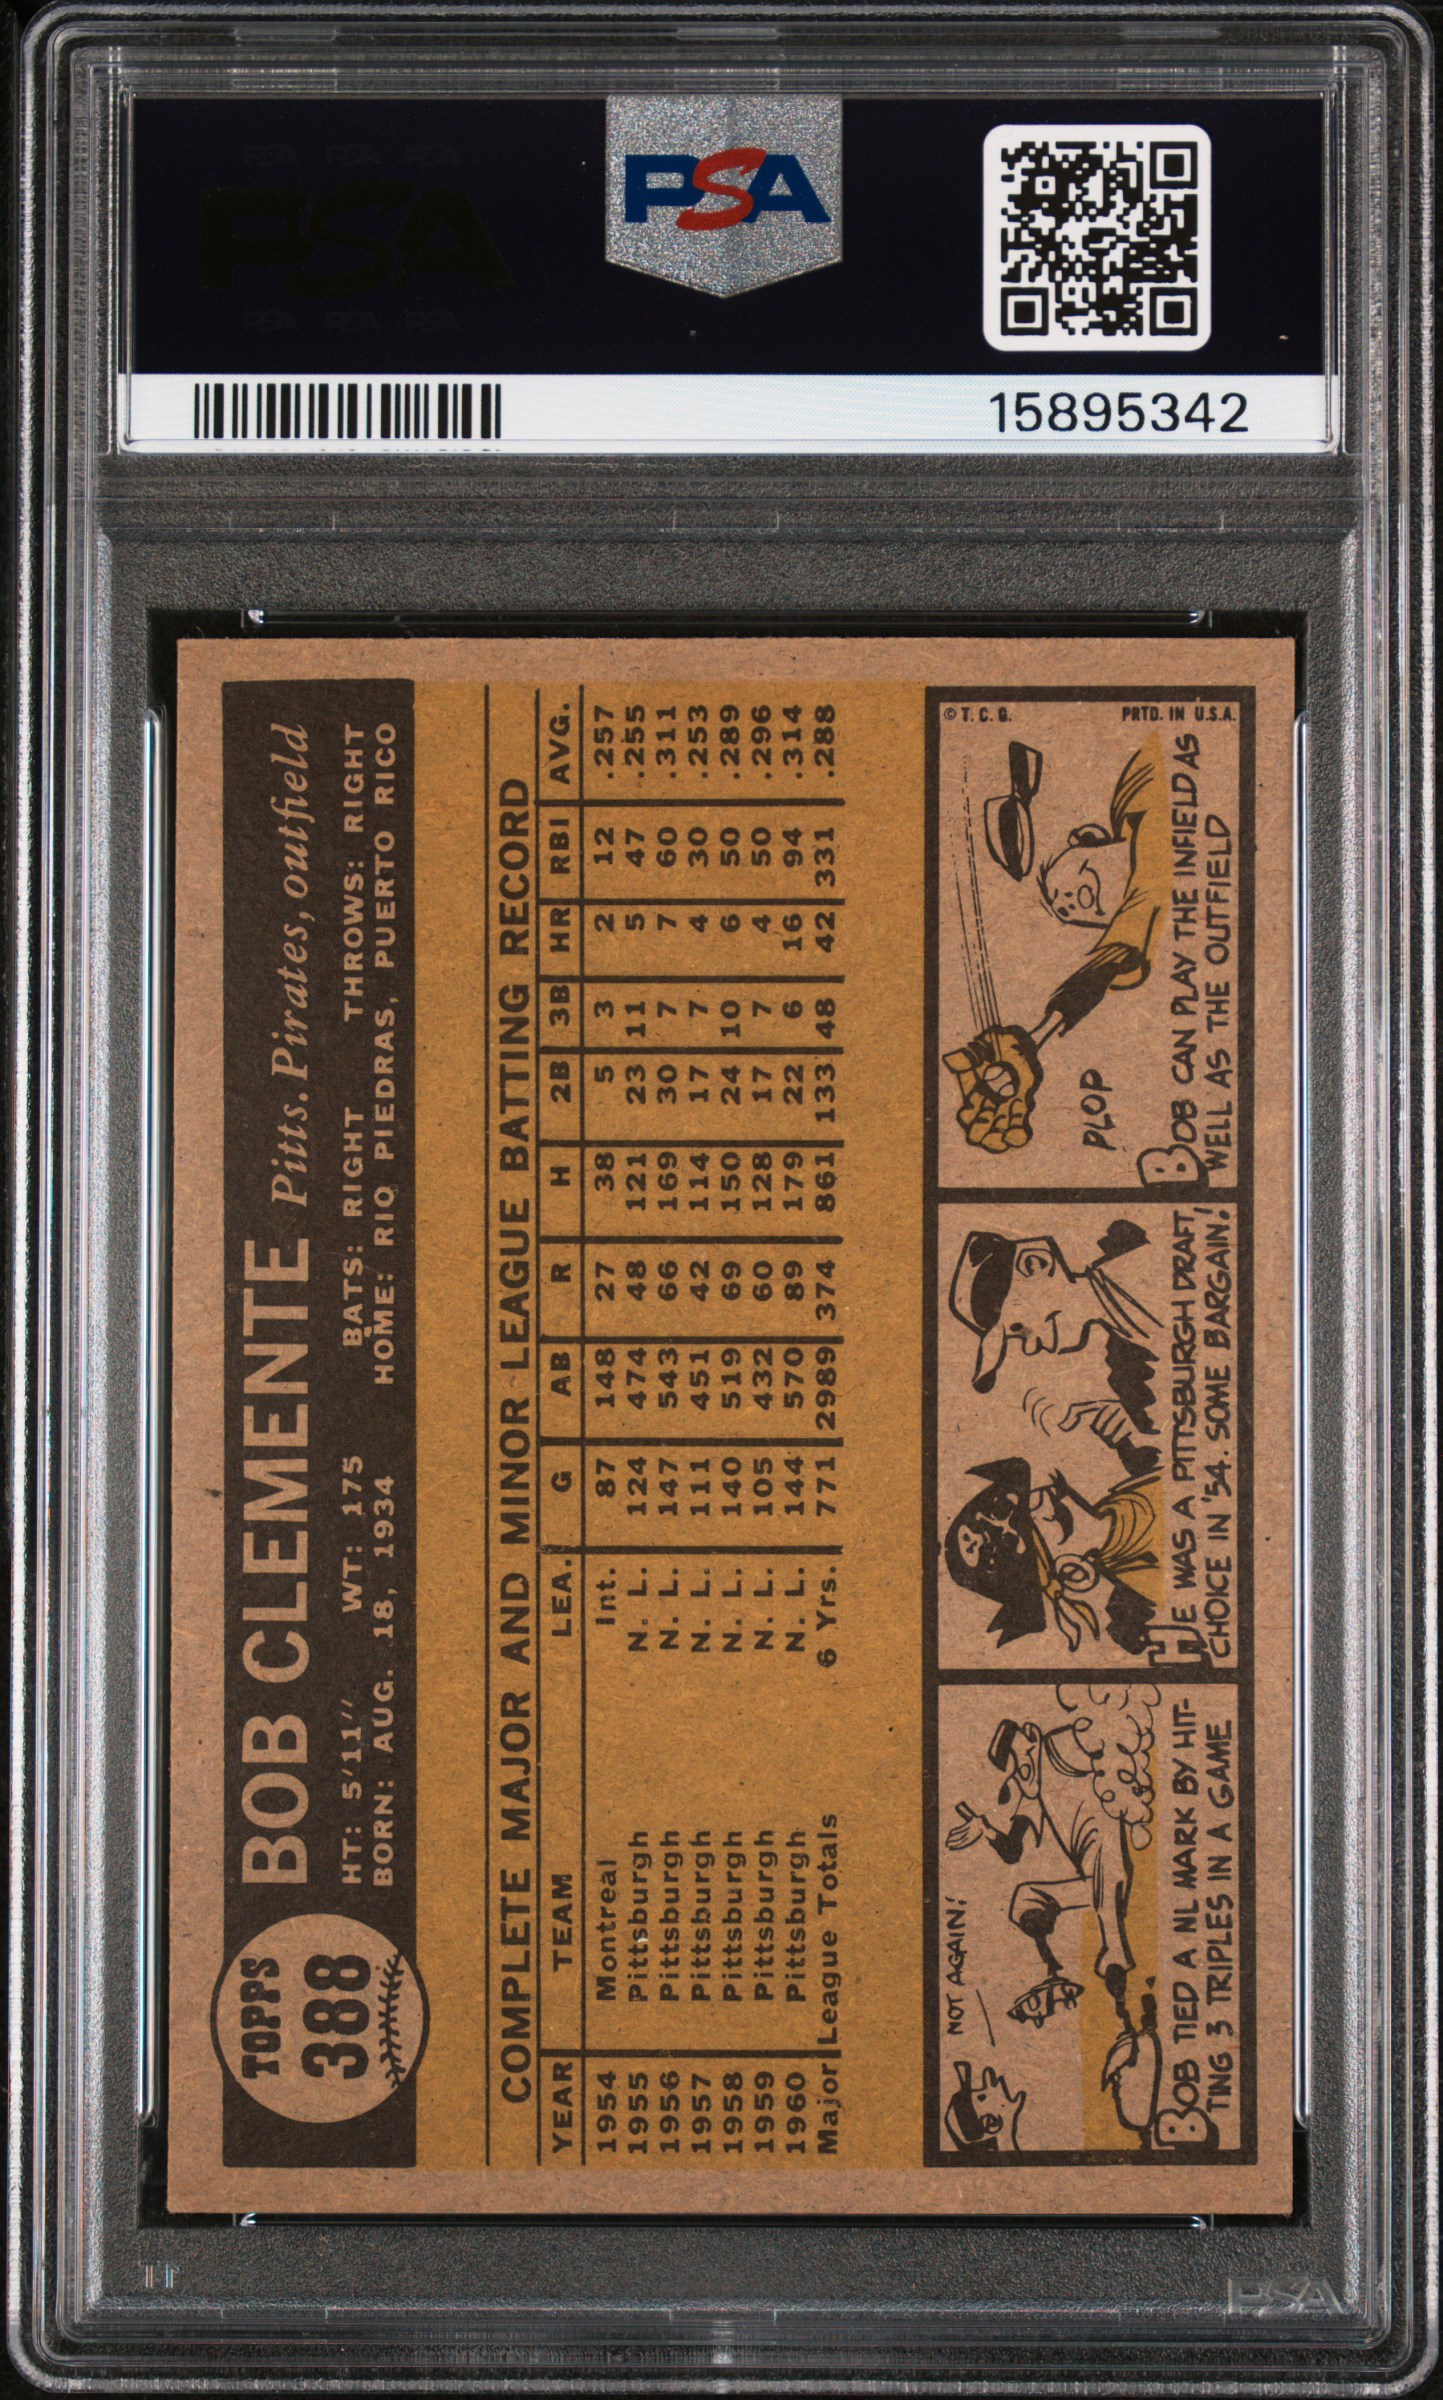 PSA
PSA PSA PSA
PSA
PSA PSA PSA
15895342
TOPPS
388
BOB CLEMENTE Pitts. Pirates, outfield
HT: 5'11" WT: 175 BATS: RIGHT THROWS: RIGHT
BORN: AUG. 18, 1934 HOME: RIO PIEDRAS, PUERTO RICO
COMPLETE MAJOR AND MINOR LEAGUE BATTING RECORD
YEAR TEAM LEA. G AB R H 2B 3B HR RBI AVG.
1954 Montreal Int. 87 148 27 38 5 3 2 12 .257
1955 Pittsburgh N. L. 124 474 48 121 23 11 5 47 .255
1956 Pittsburgh N. L. 147 543 66 169 30 7 7 60 .311
1957 Pittsburgh N. L. 111 451 42 114 17 7 4 30 .253
1958 Pittsburgh N. L. 140 519 69 150 24 10 6 50 .289
1959 Pittsburgh N. L. 105 432 60 128 17 7 4 50 .296
1960 Pittsburgh N. L. 144 570 89 179 22 6 16 94 .314
Major League Totals 6 Yrs. 771 2989 374 861 133 48 42 331 .288
NOT AGAIN!
BOB TIED A NL MARK BY HIT-
TING 3 TRIPLES IN A GAME
HE WAS A PITTSBURGH DRAFT
CHOICE IN '54. SOME BARGAIN!
© T. C. G.
PRTD. IN U.S.A.
PLOP
BOB CAN PLAY THE INFIELD AS
WELL AS THE OUTFIELD
PSA